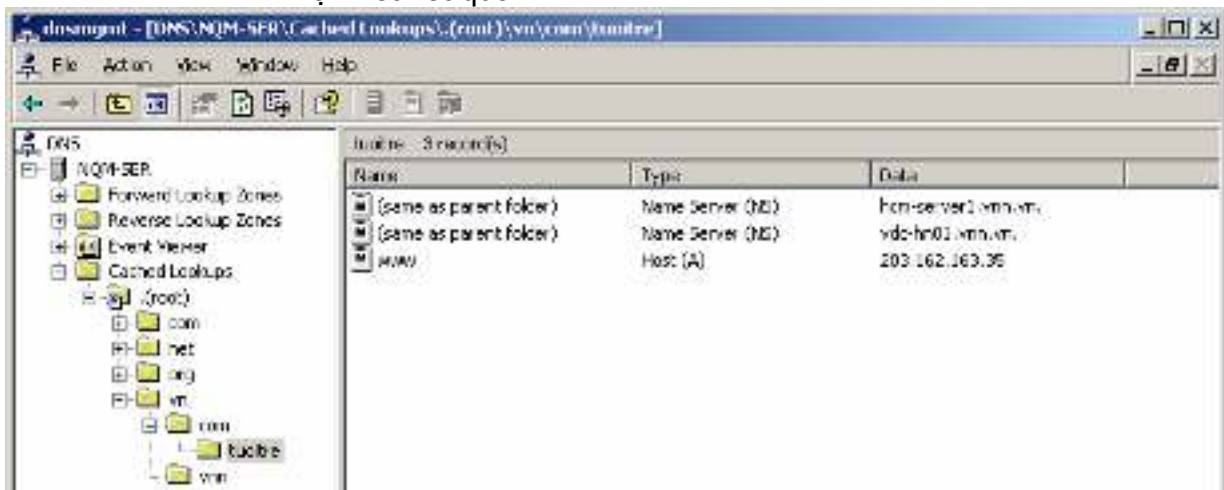 dnsmgmt - [DNS\NQM-SER\Cached Lookups\.(root)\vn\com\tuoitre]
File Action View Window Help
DNS
NQM-SER
Forward Lookup Zones
Reverse Lookup Zones
Event Viewer
Cached Lookups
.(root)
com
net
org
vn
com
tuoitre
vnn
tuoitre 3 record(s)
Name Type Data
(same as parent folder) Name Server (NS) hcm-server1.vnn.vn.
(same as parent folder) Name Server (NS) vdc-hn01.vnn.vn.
www Host (A) 203.162.163.35